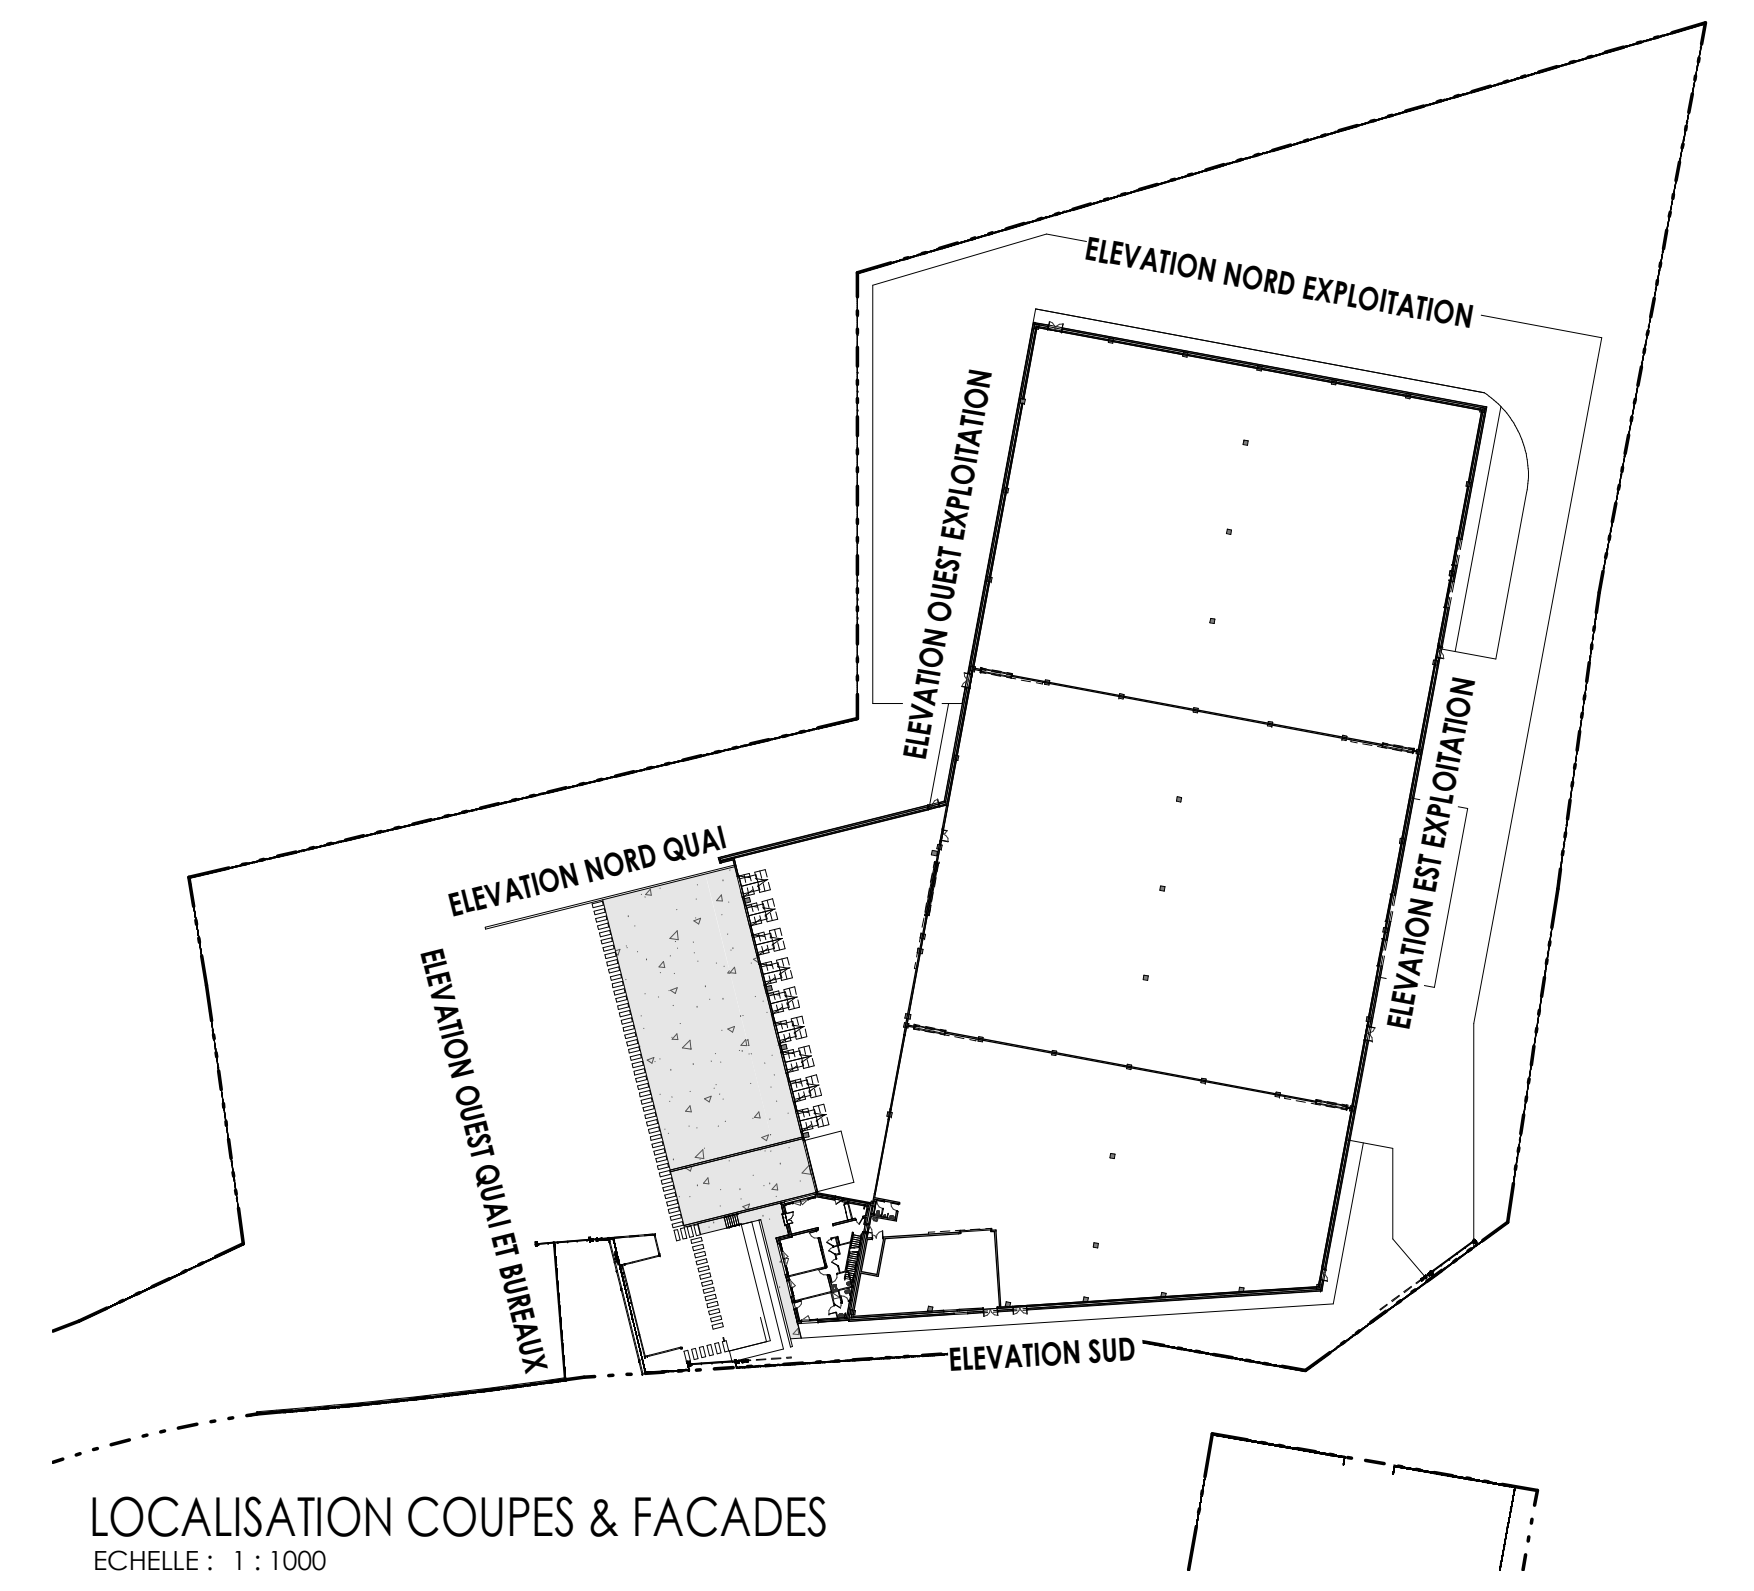 ELEVATION NORD EXPLOITATION
ELEVATION OUEST EXPLOITATION
ELEVATION EST EXPLOITATION
ELEVATION NORD QUAI
ELEVATION OUEST QUAI ET BUREAUX
ELEVATION SUD
LOCALISATION COUPES & FACADES
ECHELLE : 1 : 1000